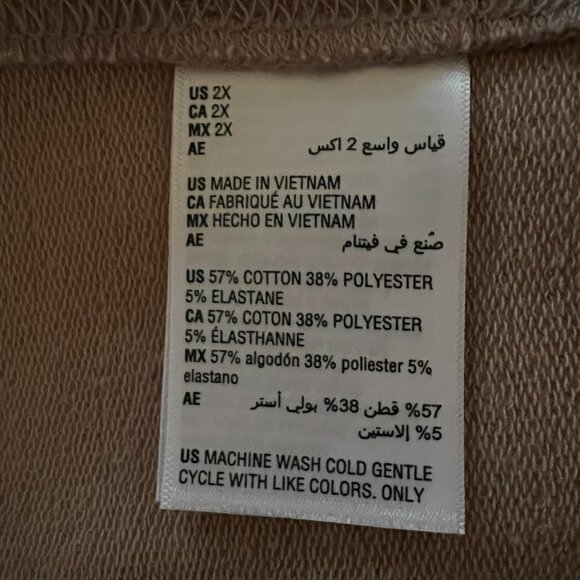 US 2X
CA 2X
MX 2X
AE قياس واسع 2 اكس
US MADE IN VIETNAM
CA FABRIQUÉ AU VIETNAM
MX HECHO EN VIETNAM
AE صُنع في فيتنام
US 57% COTTON 38% POLYESTER
5% ELASTANE
CA 57% COTON 38% POLYESTER
5% ÉLASTHANNE
MX 57% algodón 38% poliester 5%
elastano
AE 57% قطن 38% بولي أستر
5% إلاستين
US MACHINE WASH COLD GENTLE
CYCLE WITH LIKE COLORS. ONLY